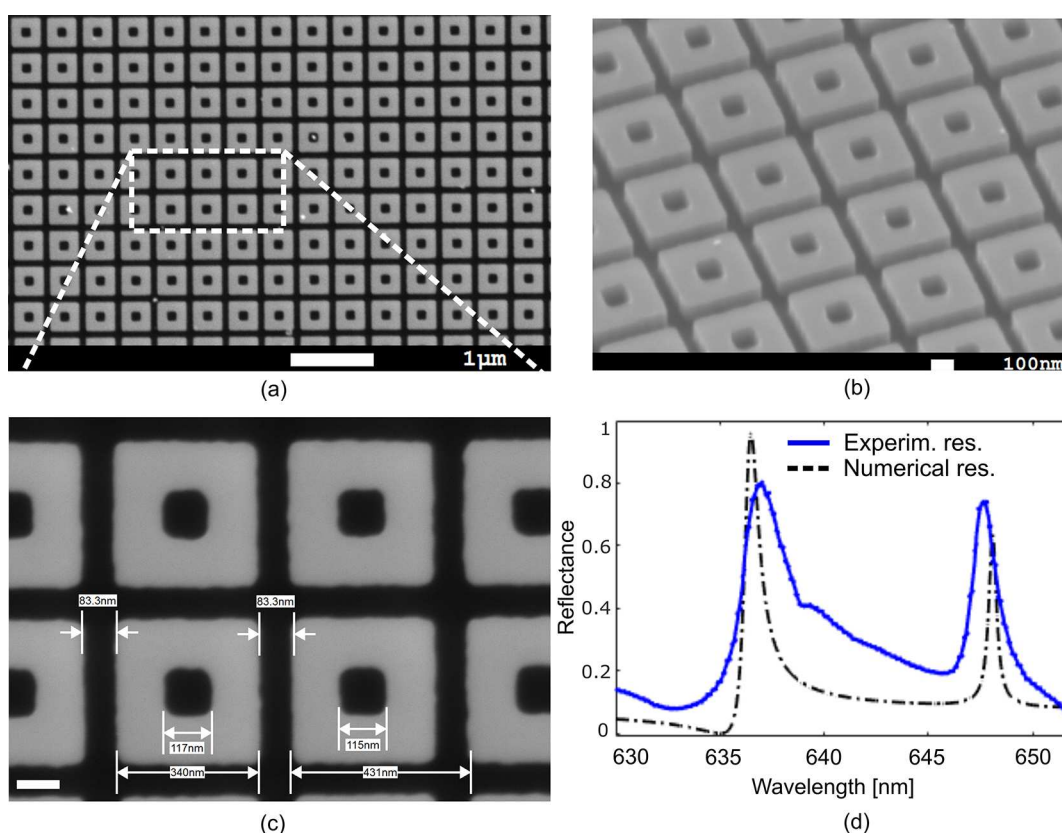 1µm
(a)
100nm
(b)
83.3nm
83.3nm
117nm
115nm
340nm
431nm
(c)
Experim. res.
Numerical res.
1
0.8
0.6
0.4
0.2
0
Reflectance
630
635
640
645
650
Wavelength [nm]
(d)